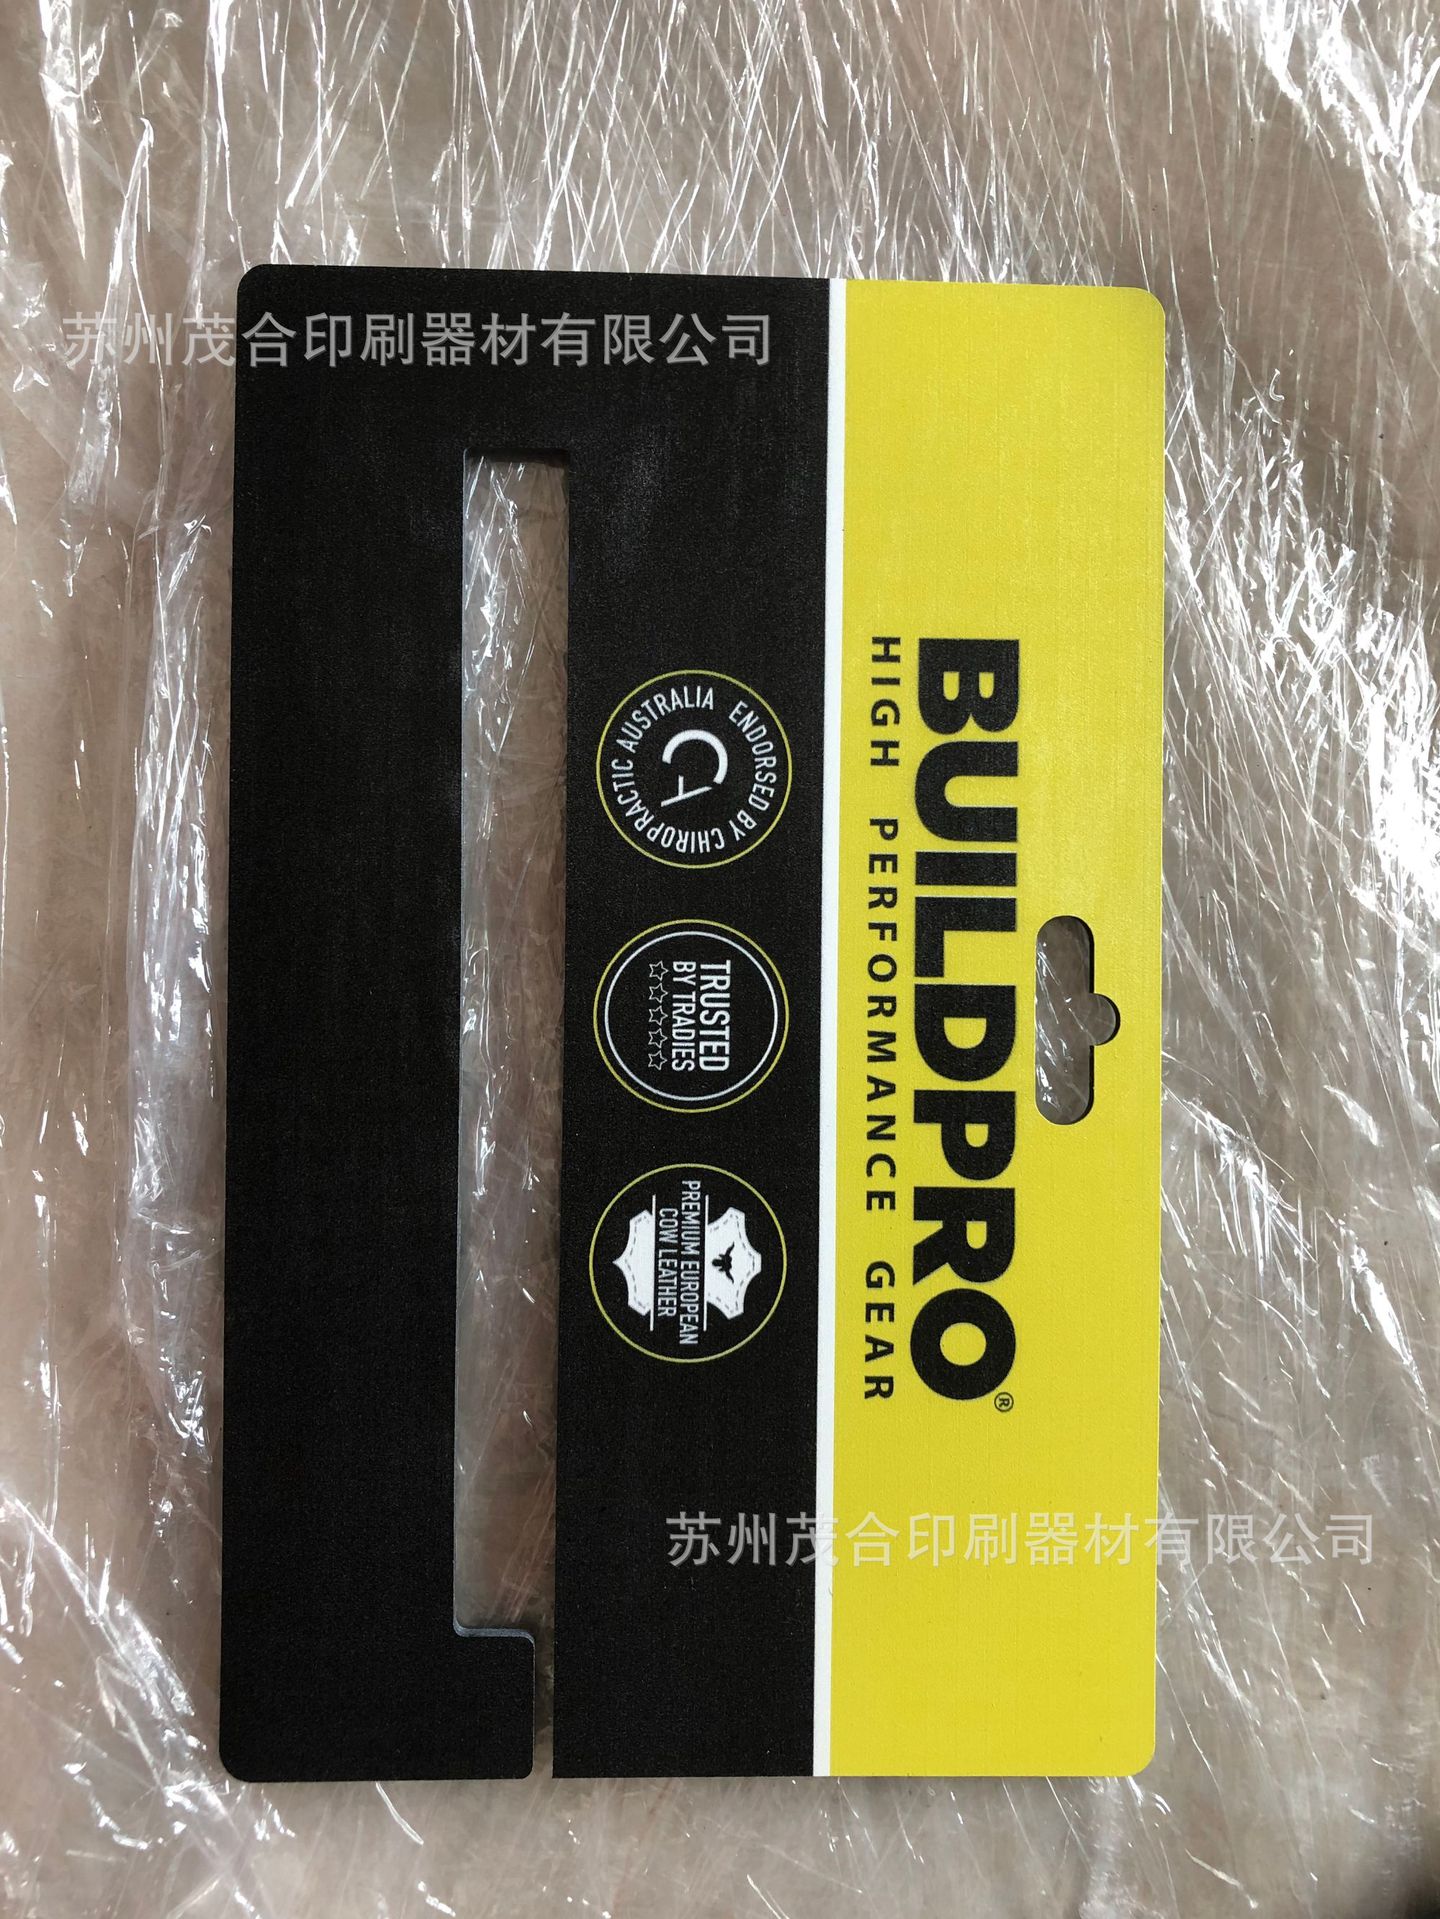 苏州茂合印刷器材有限公司
BUILDPRO®
HIGH PERFORMANCE GEAR
ENDORSED BY CHIROPRACTIC AUSTRALIA
CA
TRUSTED
BY TRADIES
PREMIUM EUROPEAN
COW LEATHER
苏州茂合印刷器材有限公司